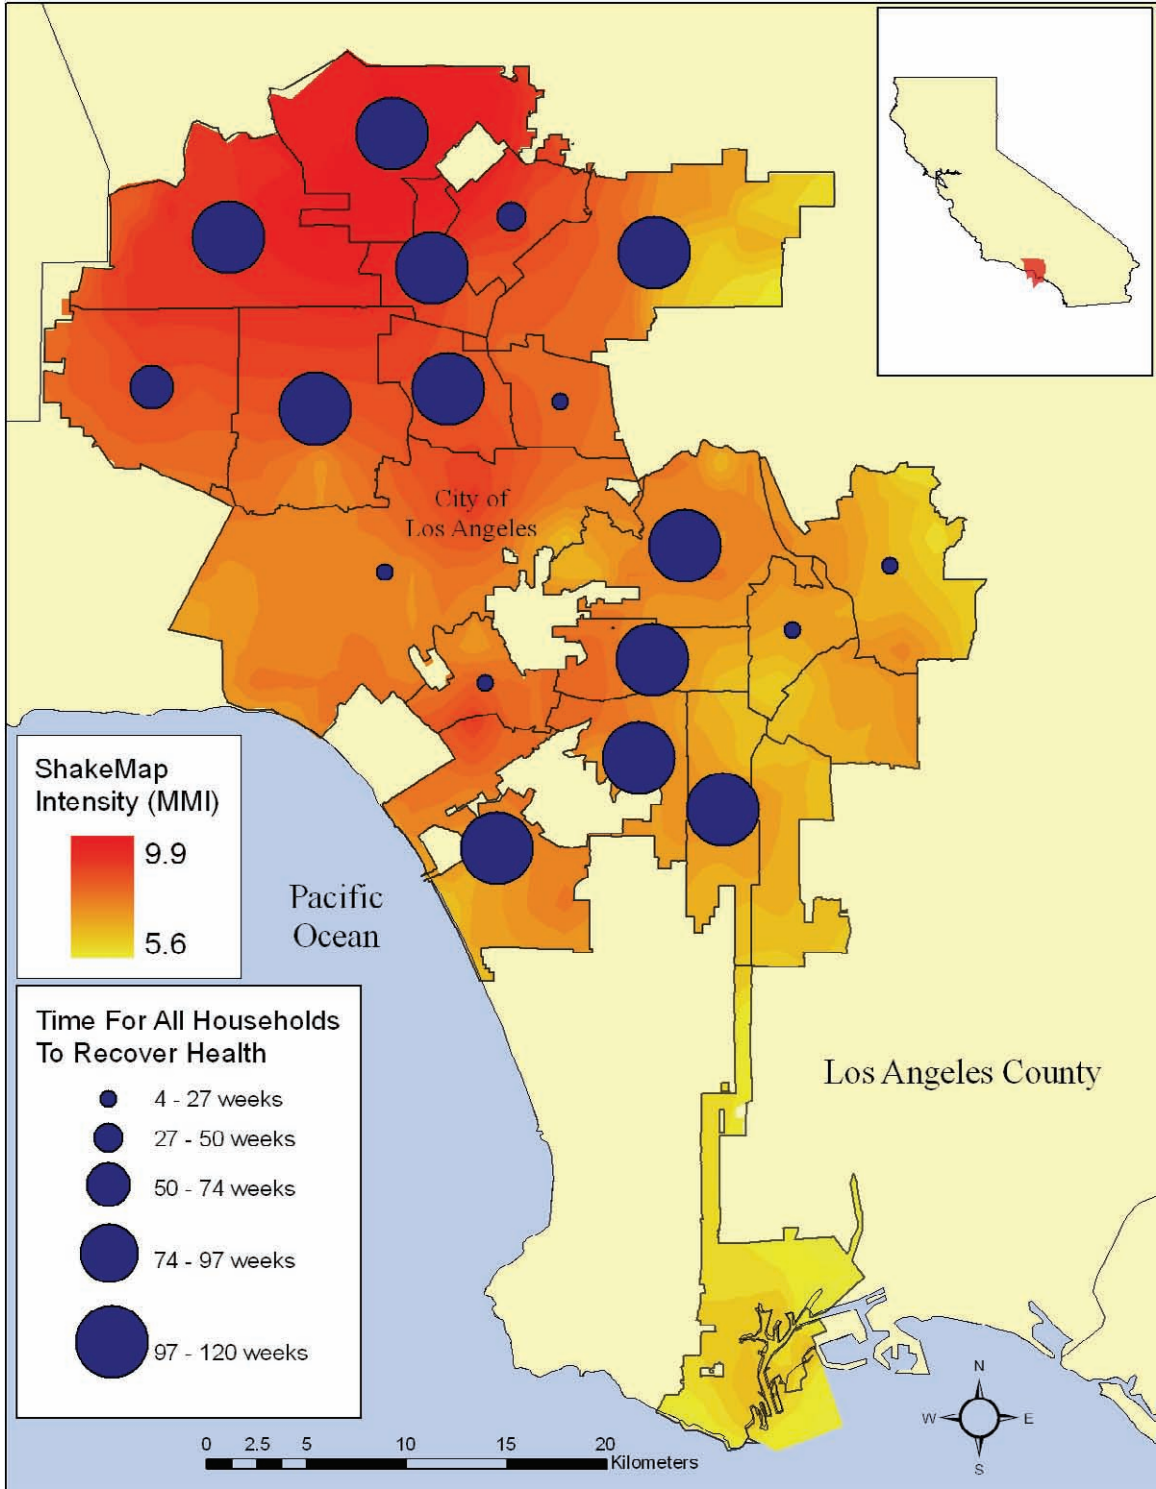 City of
Los Angeles
ShakeMap
Intensity (MMI)
9.9
5.6
Pacific
Ocean
Time For All Households
To Recover Health
4 - 27 weeks
27 - 50 weeks
50 - 74 weeks
74 - 97 weeks
97 - 120 weeks
Los Angeles County
N
W E
S
0 2.5 5 10 15 20
Kilometers